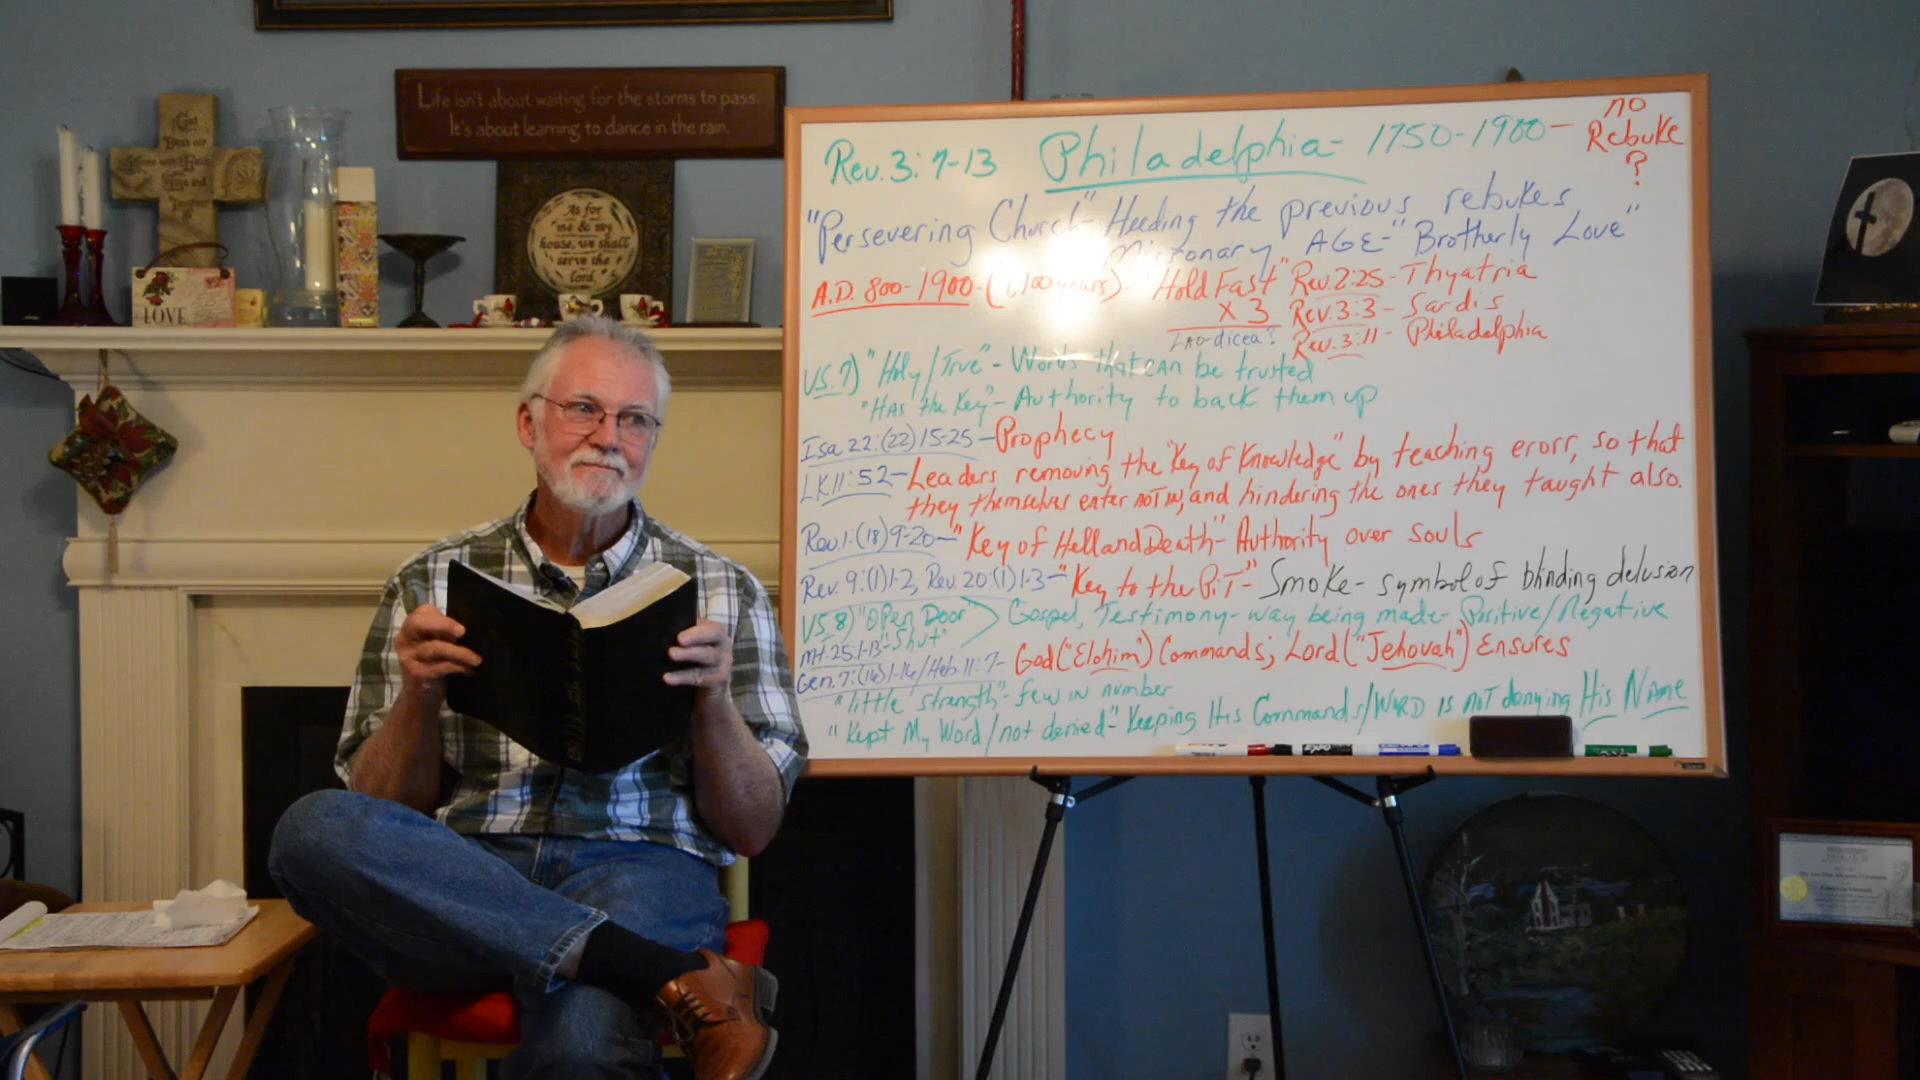 Life isn't about waiting for the storms to pass.
It's about learning to dance in the rain.
God
Bless our
As for
me & my
house, we shall
serve the
Lord.
LOVE
Rev. 3:7-13 Philadelphia- 1750-1900- no
Rebuke
?
"Persevering Church"- Heeding the previous rebukes
Missionary AGE- "Brotherly Love"
A.D. 800-1900-(1,100 years)- "Hold Fast" Rev. 2:25- Thyatria
x 3 Rev. 3:3- Sardis
LAO-dicea? Rev. 3:11- Philadelphia
VS. 7) "Holy/True"- Words that CAN be trusted
"HAS the Key"- Authority to back them up
Isa 22:(22)15-25-Prophecy
LK 11:52-Leaders removing the "Key of Knowledge" by teaching erorr, so that
they themselves enter NOT IN, and hindering the ones they taught also.
Rev. 1:(18)9-20-"Key of Hell and Death"- Authority over souls
Rev. 9:(1)1-2, Rev. 20:(1)1-3-"Key to the PiT"- Smoke- symbol of blinding delusion
VS. 8) "OPen Door" > Gospel, Testimony- way being made- Positive/Negative
Mt. 25:1-13-"Shut"
Gen. 7:(16)1-16/Heb. 11:7- God("Elohim") Commands; Lord("Jehovah") Ensures
"little strength"- few IN number
"Kept My Word/not denied"- Keeping His Commands/WORD IS NOT denying His NAME
EXPO